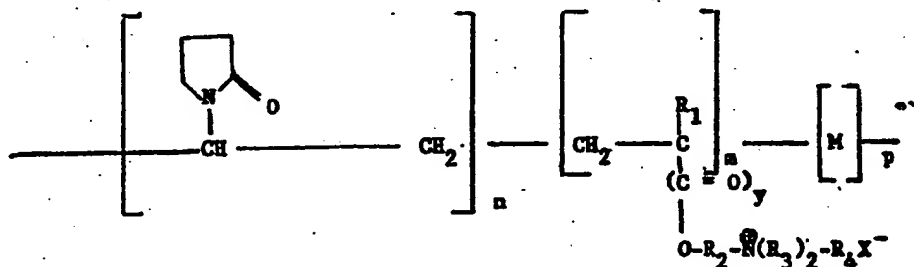 N
O
CH
CH2
n
CH2
R1
C
m
(C = O)y
O-R2-N⊕(R3)2-R4X-
M
p